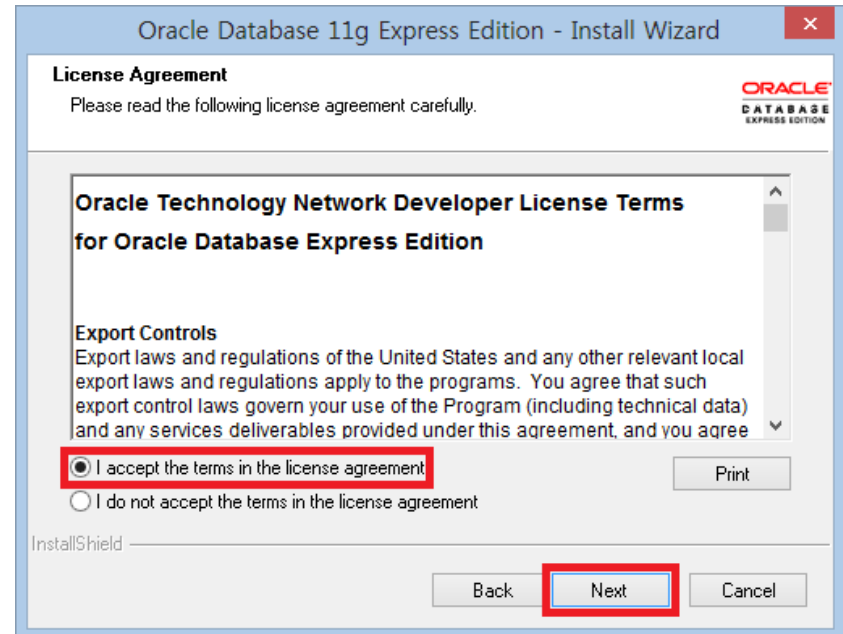 Oracle Database 11g Express Edition - Install Wizard
License Agreement
Please read the following license agreement carefully.
ORACLE
DATABASE
EXPRESS EDITION
Oracle Technology Network Developer License Terms
for Oracle Database Express Edition
Export Controls
Export laws and regulations of the United States and any other relevant local
export laws and regulations apply to the programs. You agree that such
export control laws govern your use of the Program (including technical data)
and any services deliverables provided under this agreement, and you agree
I accept the terms in the license agreement
Print
I do not accept the terms in the license agreement
InstallShield
Back
Next
Cancel